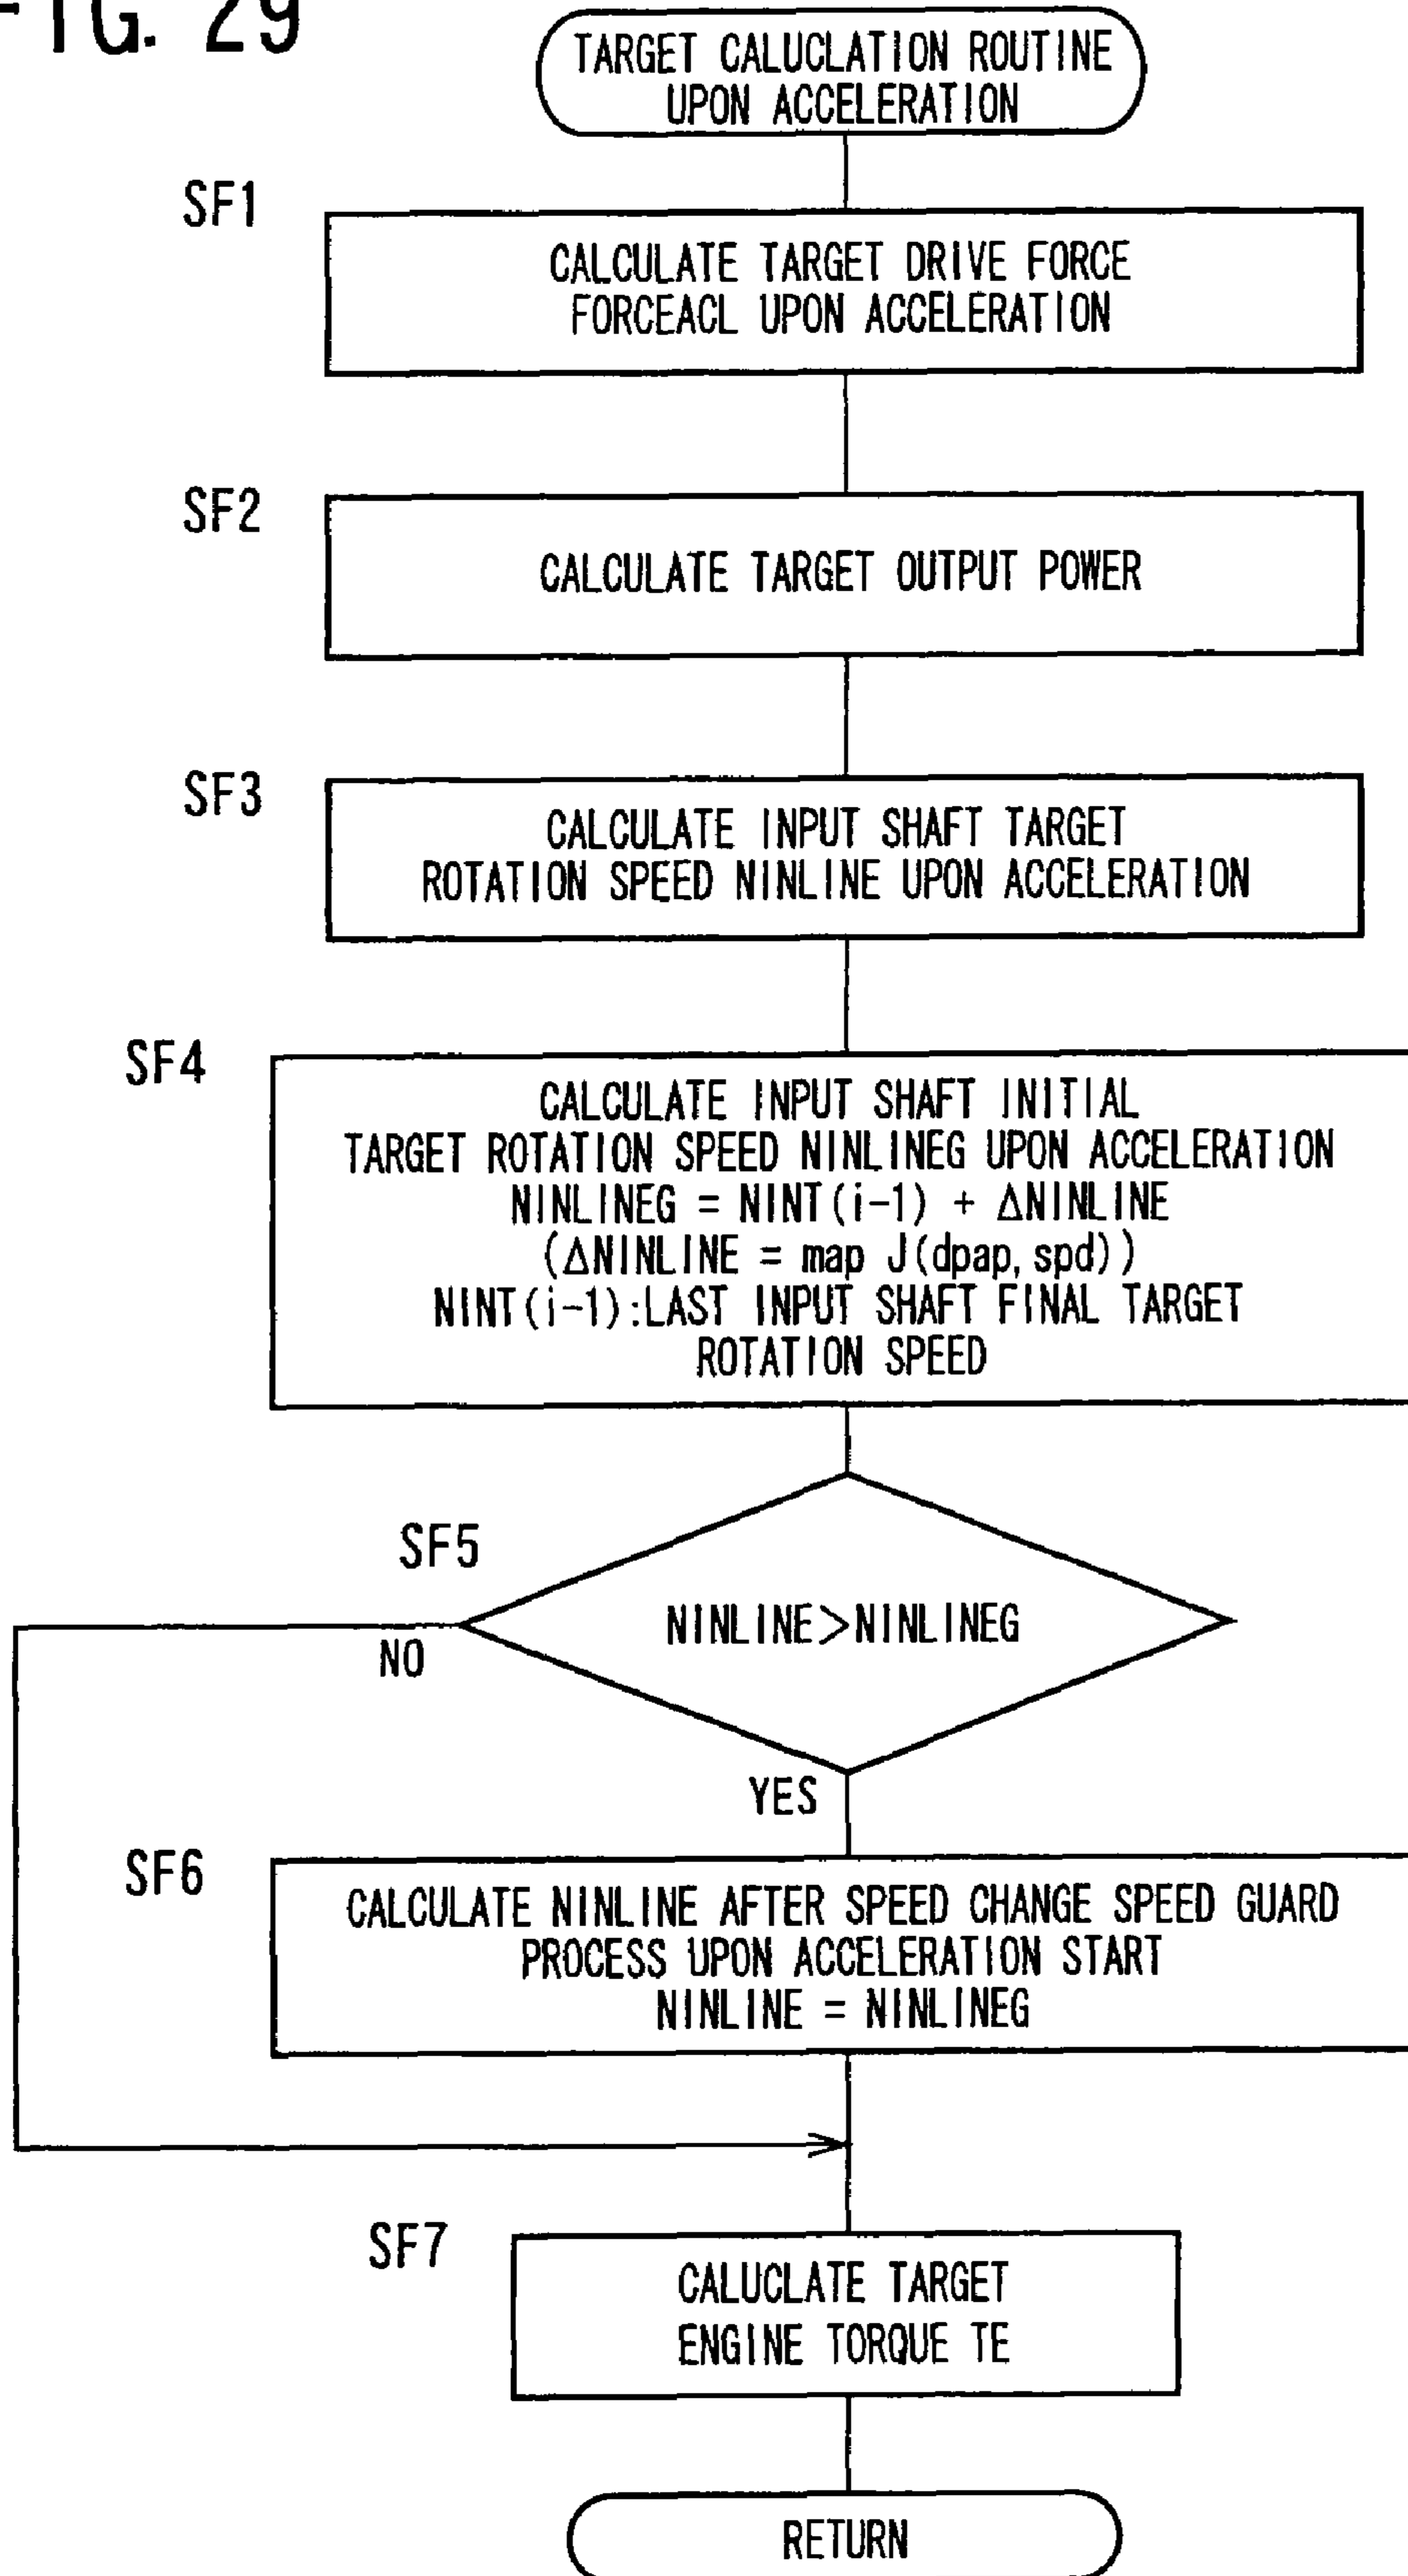 FIG. 29
TARGET CALUCLATION ROUTINE
UPON ACCELERATION
SF1
CALCULATE TARGET DRIVE FORCE
FORCEACL UPON ACCELERATION
SF2
CALCULATE TARGET OUTPUT POWER
SF3
CALCULATE INPUT SHAFT TARGET
ROTATION SPEED NINLINE UPON ACCELERATION
SF4
CALCULATE INPUT SHAFT INITIAL
TARGET ROTATION SPEED NINLINEG UPON ACCELERATION
NINLINEG = NINT(i-1) + ΔNINLINE
(ΔNINLINE = map J(dpap, spd))
NINT(i-1):LAST INPUT SHAFT FINAL TARGET
ROTATION SPEED
SF5
NINLINE>NINLINEG
NO
YES
SF6
CALCULATE NINLINE AFTER SPEED CHANGE SPEED GUARD
PROCESS UPON ACCELERATION START
NINLINE = NINLINEG
SF7
CALUCLATE TARGET
ENGINE TORQUE TE
RETURN